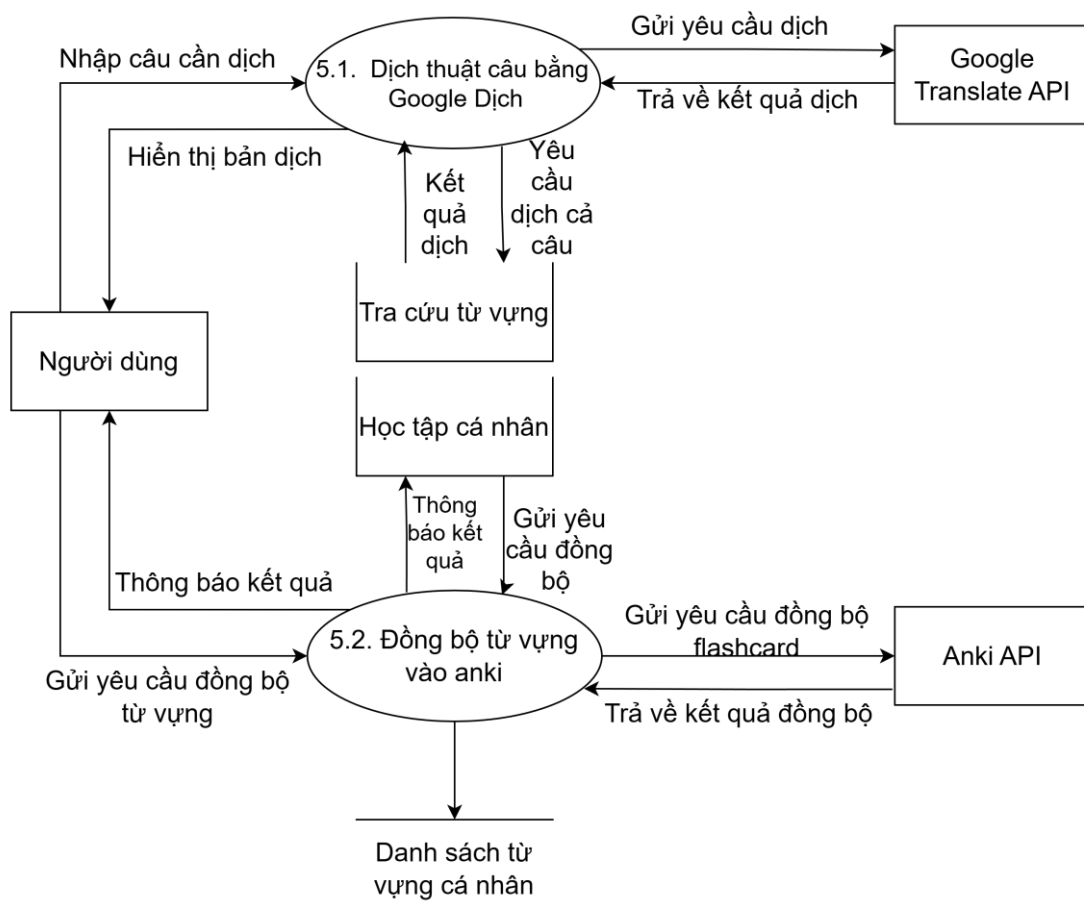 Gửi yêu cầu dịch
Nhập câu cần dịch
5.1. Dịch thuật câu bằng
Google Dịch
Google
Translate API
Trả về kết quả dịch
Hiển thị bản dịch
Kết
quả
dịch
Yêu
cầu
dịch cả
câu
Tra cứu từ vựng
Người dùng
Học tập cá nhân
Thông
báo kết
quả
Gửi yêu
cầu đồng
bộ
Thông báo kết quả
5.2. Đồng bộ từ vựng
vào anki
Gửi yêu cầu đồng bộ
flashcard
Anki API
Gửi yêu cầu đồng bộ
từ vựng
Trả về kết quả đồng bộ
Danh sách từ
vựng cá nhân